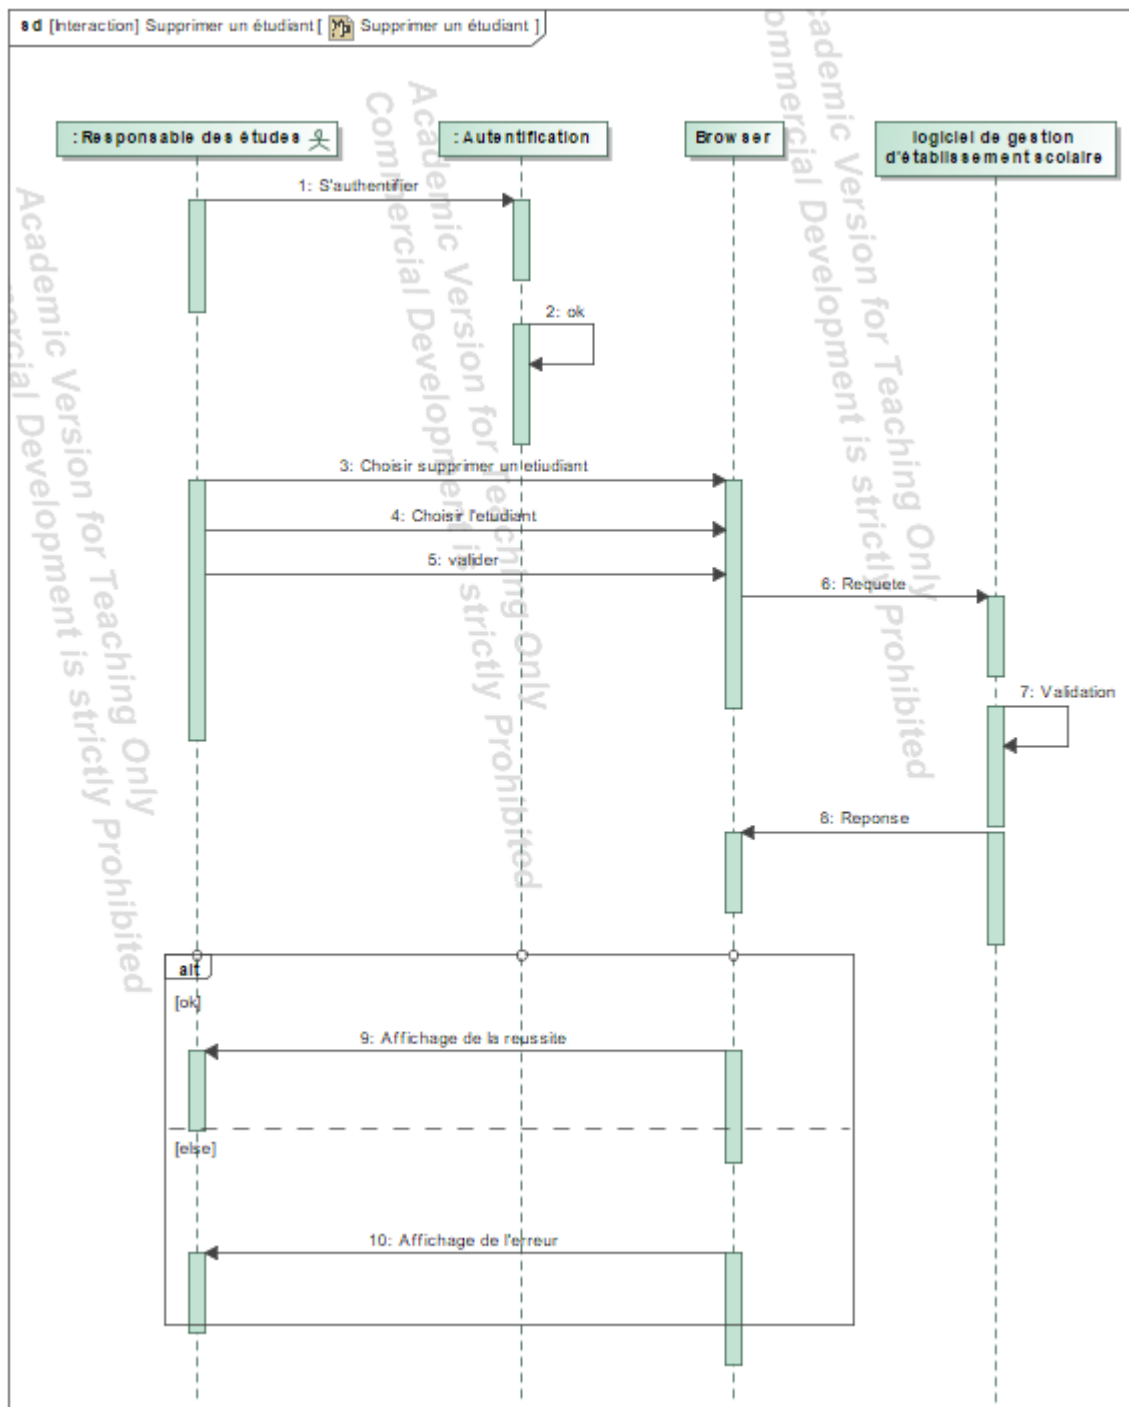 sd [Interaction] Supprimer un étudiant [ Supprimer un étudiant ]
: Responsable des études
: Autentification
Browser
logiciel de gestion
d'établissement scolaire
1: S'authentifier
2: ok
3: Choisir supprimer un etiudiant
4: Choisir l'etudiant
5: valider
6: Requete
7: Validation
8: Reponse
alt
[ok]
9: Affichage de la reussite
[else]
10: Affichage de l'erreur
Academic Version for Teaching Only
Commercial Development is strictly Prohibited
Academic Version for Teaching Only
Commercial Development is strictly Prohibited
Academic Version for Teaching Only
Commercial Development is strictly Prohibited